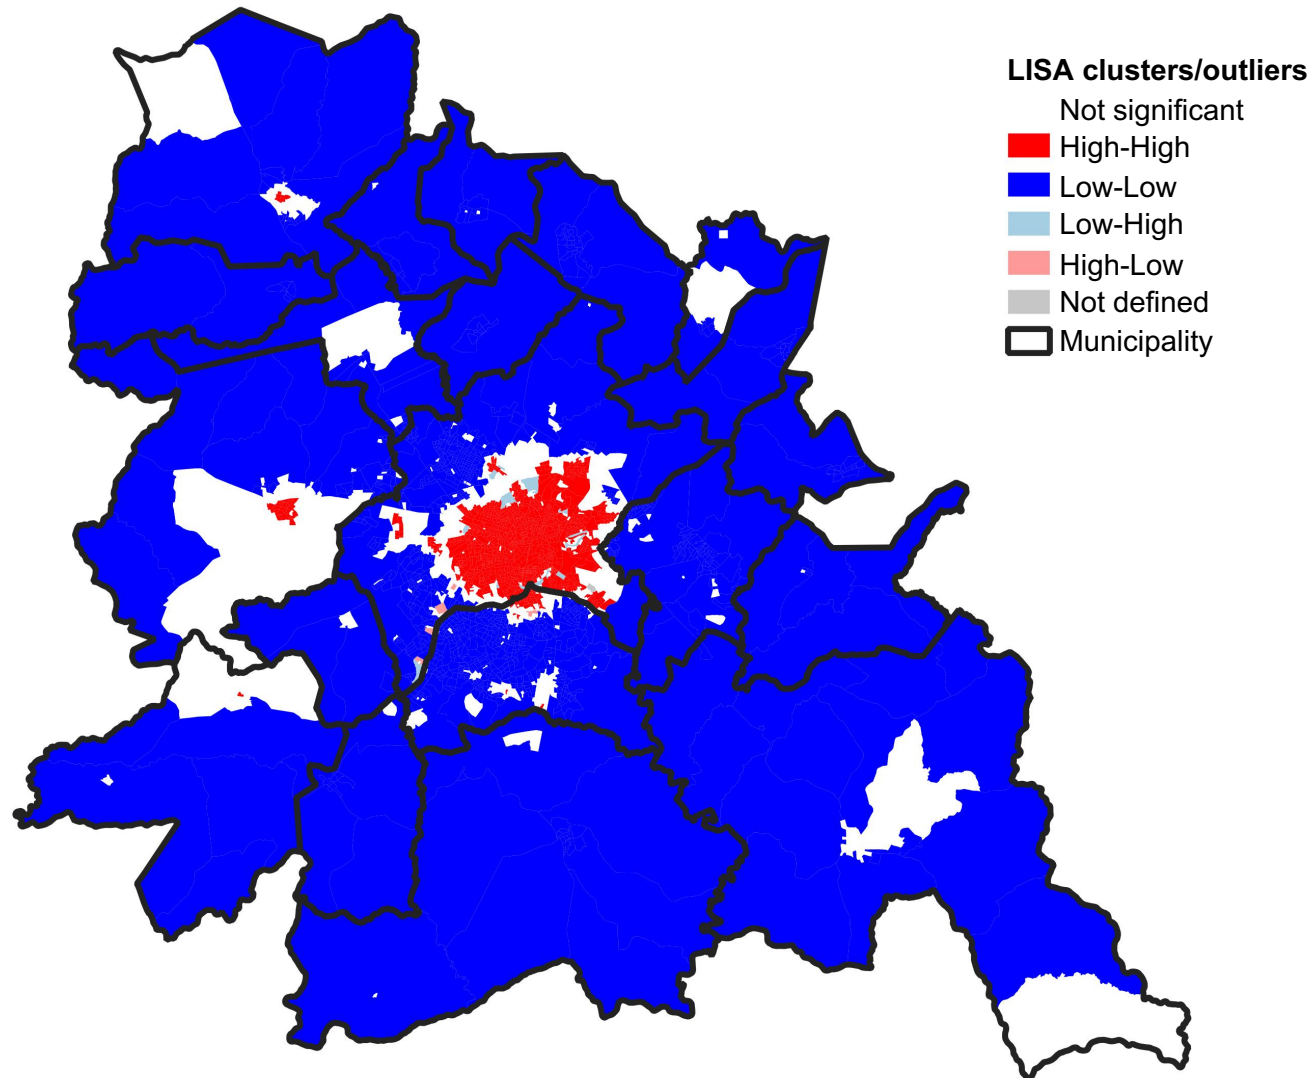 LISA clusters/outliers
Not significant
High-High
Low-Low
Low-High
High-Low
Not defined
Municipality